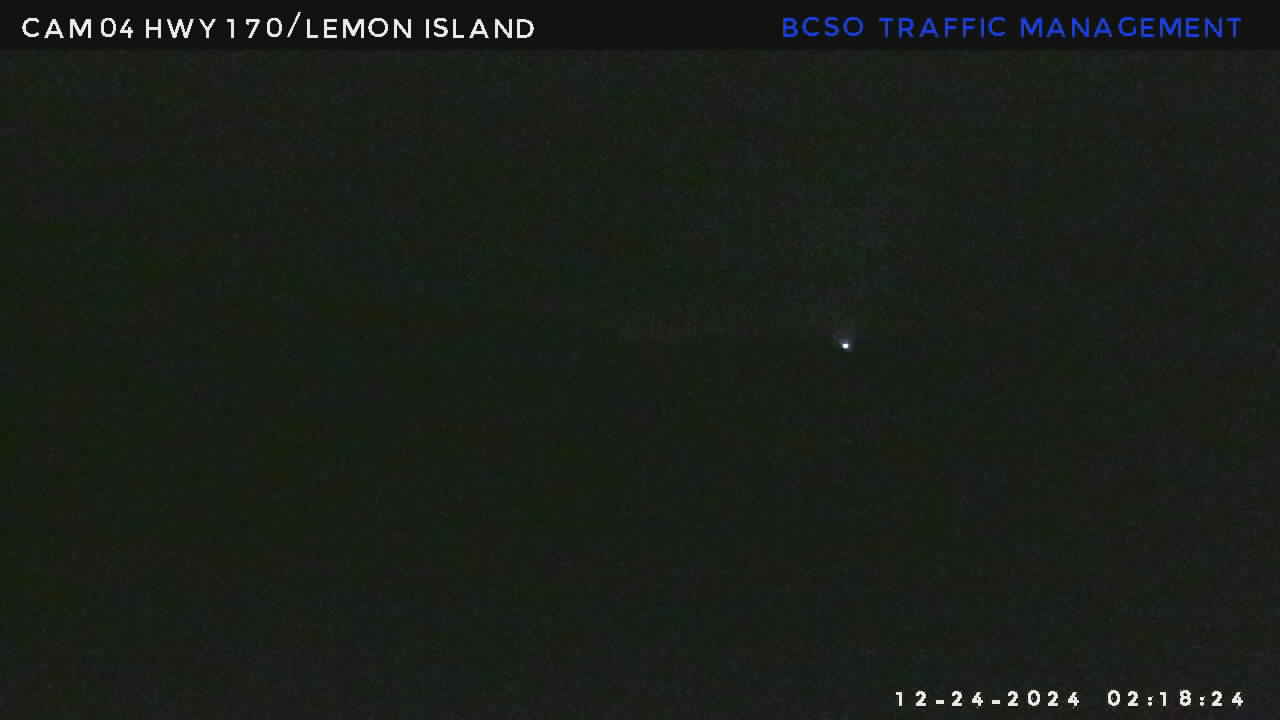 CAM04 HWY 170/LEMON ISLAND
BCSO TRAFFIC MANAGEMENT
12-24-2024 02:18:24